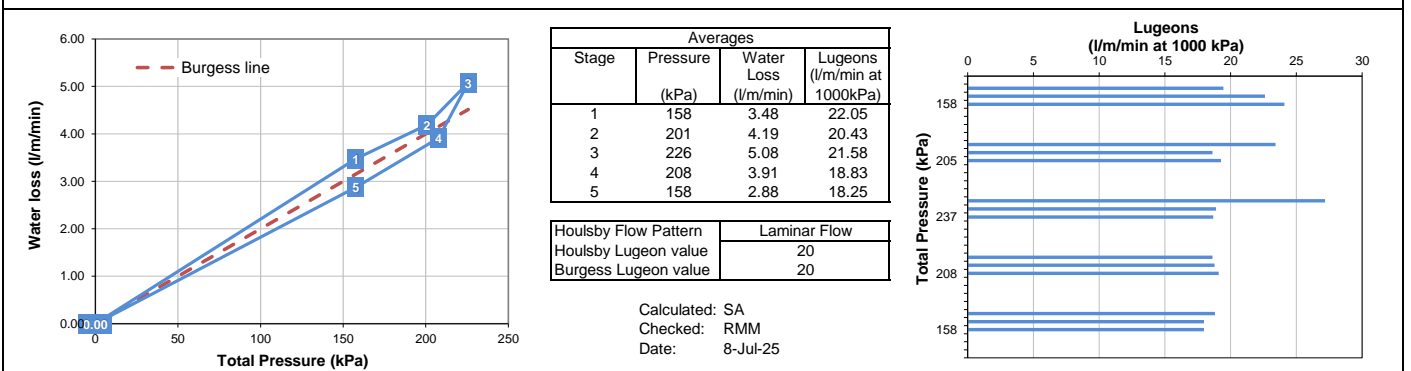 6.00
5.00
4.00
3.00
2.00
1.00
0.00
Water loss (l/m/min)
Burgess line
1
2
3
4
5
0.00
0
50
100
150
200
250
Total Pressure (kPa)
Averages
Stage Pressure Water Lugeons
Loss (l/m/min at
(kPa) (l/m/min) 1000kPa)
1 158 3.48 22.05
2 201 4.19 20.43
3 226 5.08 21.58
4 208 3.91 18.83
5 158 2.88 18.25
Houlsby Flow Pattern Laminar Flow
Houlsby Lugeon value 20
Burgess Lugeon value 20
Calculated: SA
Checked: RMM
Date: 8-Jul-25
Lugeons
(l/m/min at 1000 kPa)
0 5 10 15 20 25 30
Total Pressure (kPa)
158
205
237
208
158